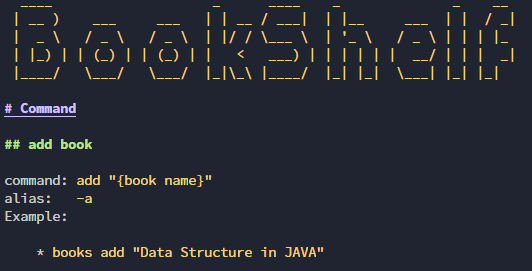 BookShelf
# Command
## add book
command: add "{book name}"
alias:   -a
Example:
* books add "Data Structure in JAVA"